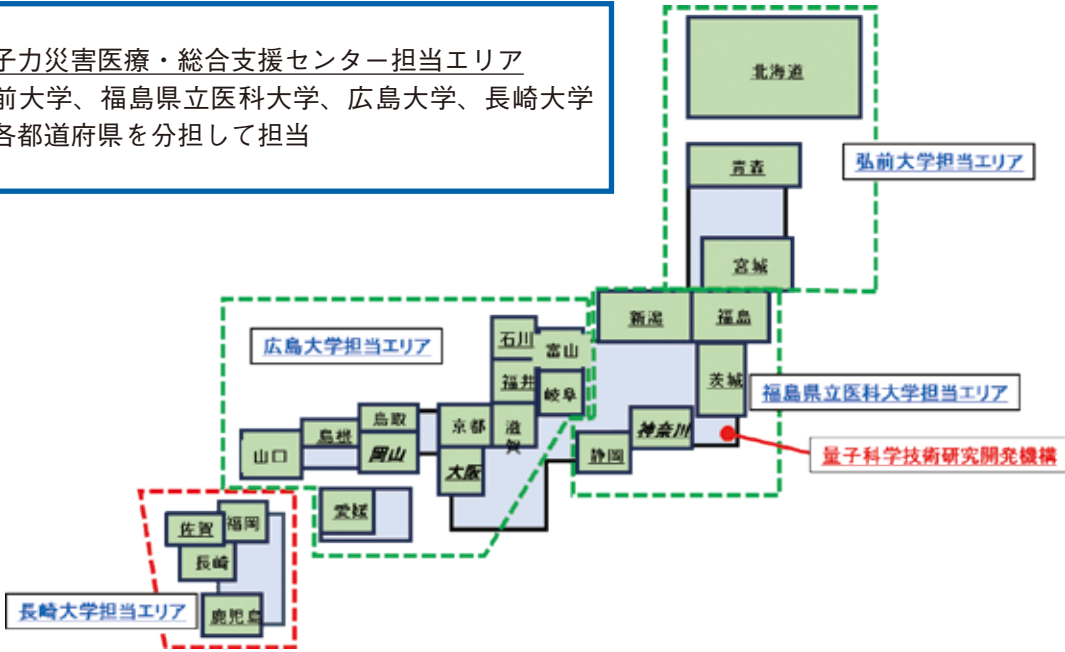 子力災害医療・総合支援センター担当エリア
前大学、福島県立医科大学、広島大学、長崎大学
各都道府県を分担して担当
北海道
弘前大学担当エリア
青森
宮城
新潟
福島
広島大学担当エリア
石川
富山
茨城
福井
岐阜
福島県立医科大学担当エリア
鳥取
島根
京都
滋賀
神奈川
山口
岡山
大阪
静岡
量子科学技術研究開発機構
愛媛
佐賀
福岡
長崎
長崎大学担当エリア
鹿児島